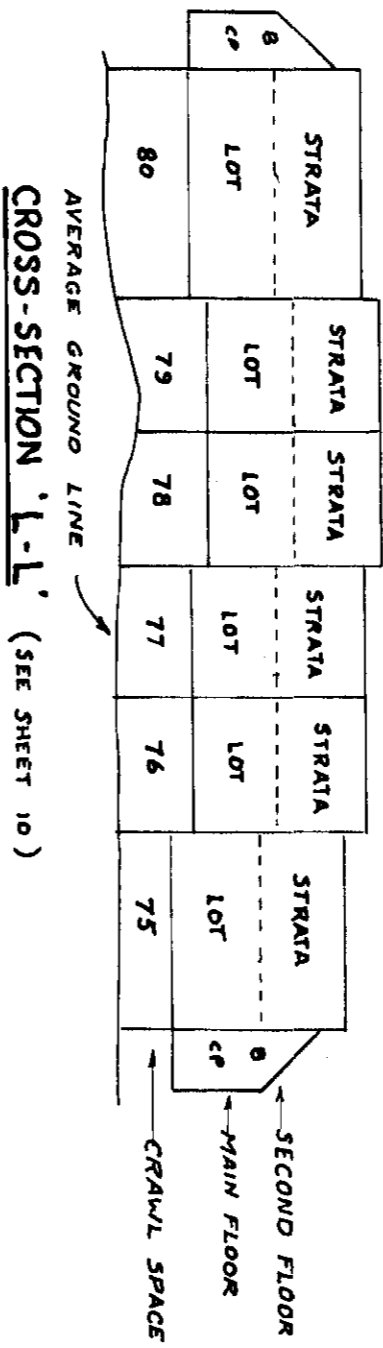 STRATA STRATA STRATA STRATA STRATA STRATA
B B SECOND FLOOR
CP LOT LOT LOT LOT LOT LOT CP MAIN FLOOR
80 79 78 77 76 75 CRAWL SPACE
AVERAGE GROUND LINE
CROSS-SECTION 'L-L' (SEE SHEET 10)